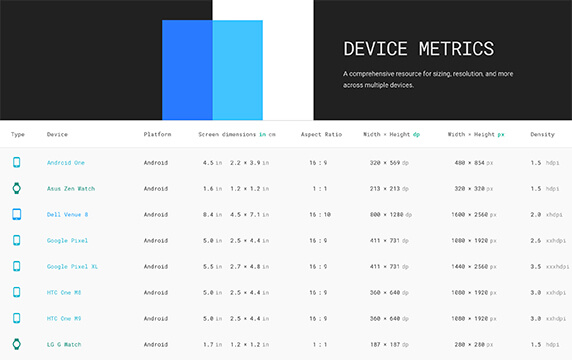 DEVICE METRICS
A comprehensive resource for sizing, resolution, and more
across multiple devices.
Type Device Platform Screen dimensions in cm Aspect Ratio Width × Height dp Width × Height px Density
Android One Android 4.5 in 2.2 × 3.9 in 16 : 9 320 × 569 dp 480 × 854 px 1.5 hdpi
Asus Zen Watch Android 1.6 in 1.2 × 1.2 in 1 : 1 213 × 213 dp 320 × 320 px 1.5 hdpi
Dell Venue 8 Android 8.4 in 4.5 × 7.1 in 16 : 10 800 × 1280 dp 1600 × 2560 px 2.0 xhdpi
Google Pixel Android 5.0 in 2.5 × 4.4 in 16 : 9 411 × 731 dp 1080 × 1920 px 2.6 xxhdpi
Google Pixel XL Android 5.5 in 2.7 × 4.8 in 16 : 9 411 × 731 dp 1440 × 2560 px 3.5 xxxhdpi
HTC One M8 Android 5.0 in 2.5 × 4.4 in 16 : 9 360 × 640 dp 1080 × 1920 px 3.0 xxhdpi
HTC One M9 Android 5.0 in 2.5 × 4.4 in 16 : 9 360 × 640 dp 1080 × 1920 px 3.0 xxhdpi
LG G Watch Android 1.7 in 1.2 × 1.2 in 1 : 1 187 × 187 dp 280 × 280 px 1.5 hdpi